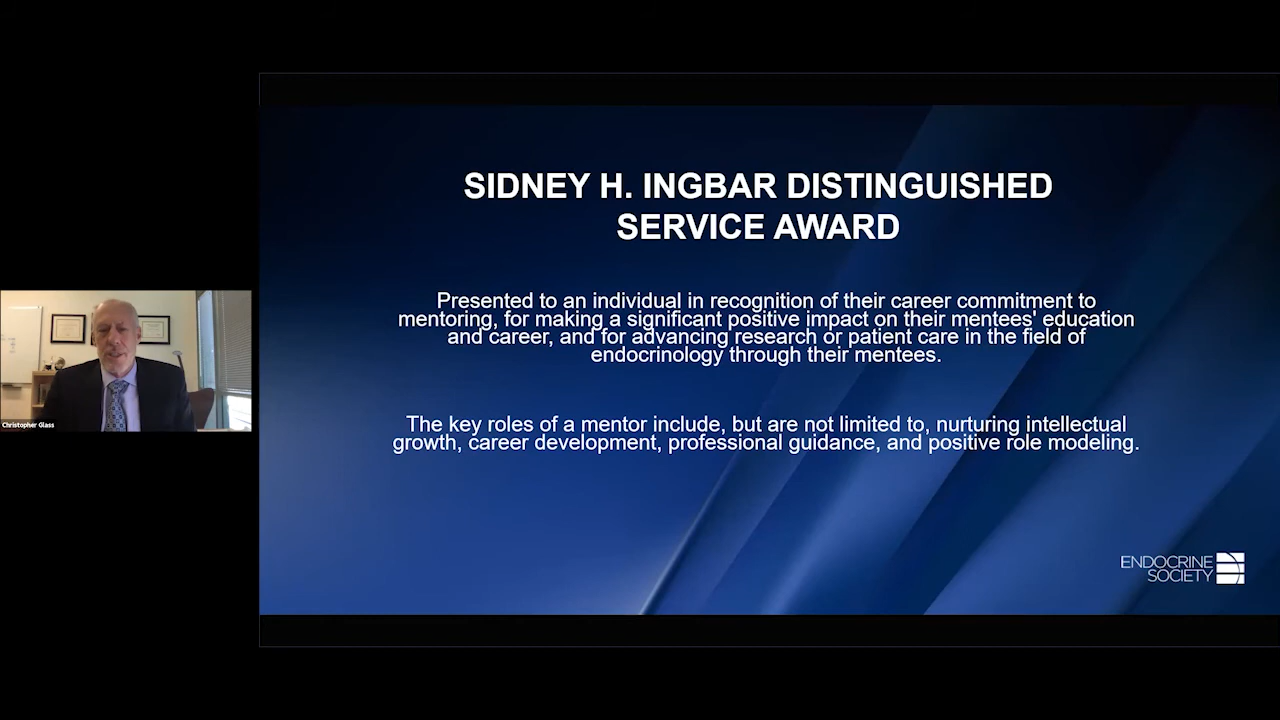 SIDNEY H. INGBAR DISTINGUISHED
SERVICE AWARD
Presented to an individual in recognition of their career commitment to
mentoring, for making a significant positive impact on their mentees' education
and career, and for advancing research or patient care in the field of
endocrinology through their mentees.
The key roles of a mentor include, but are not limited to, nurturing intellectual
growth, career development, professional guidance, and positive role modeling.
Christopher Glass
ENDOCRINE
SOCIETY